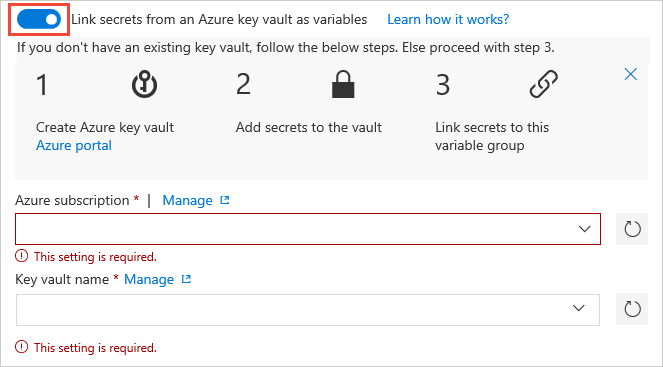 Link secrets from an Azure key vault as variables Learn how it works?
If you don't have an existing key vault, follow the below steps. Else proceed with step 3.
1 2 3
Create Azure key vault Add secrets to the vault Link secrets to this
Azure portal variable group
Azure subscription * | Manage
This setting is required.
Key vault name * Manage
This setting is required.